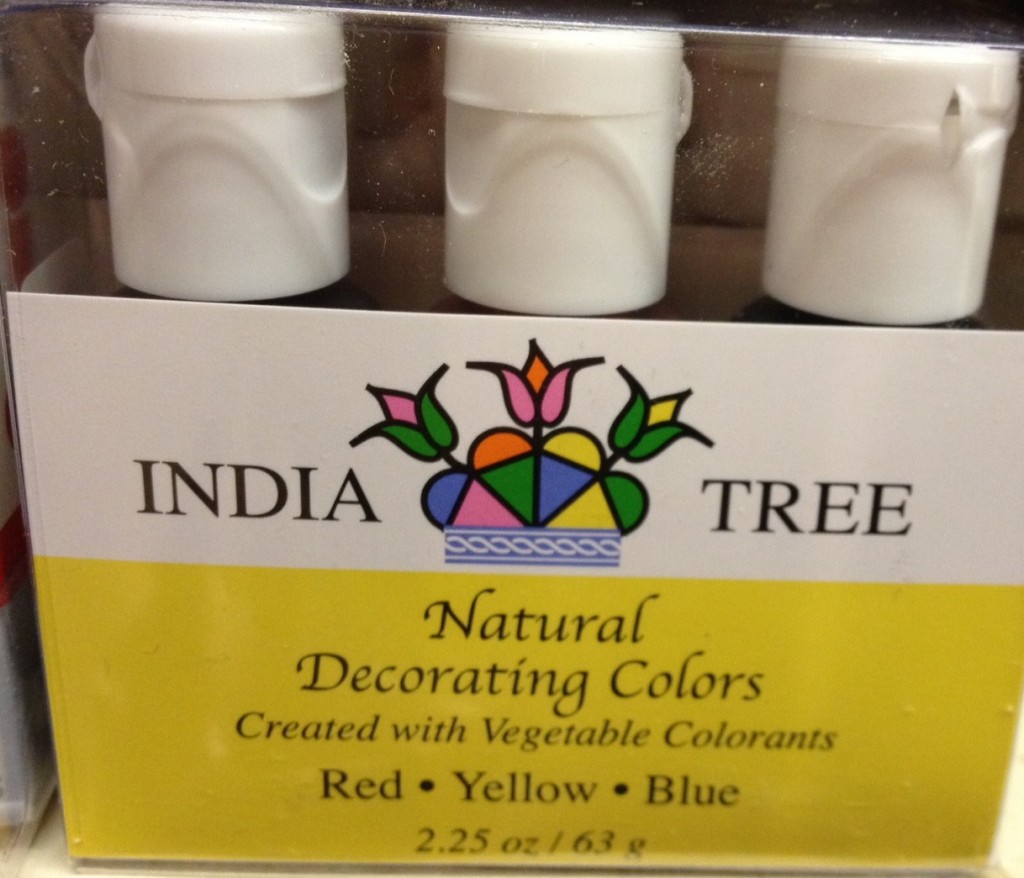 INDIA TREE
Natural
Decorating Colors
Created with Vegetable Colorants
Red • Yellow • Blue
2.25 oz / 63 g